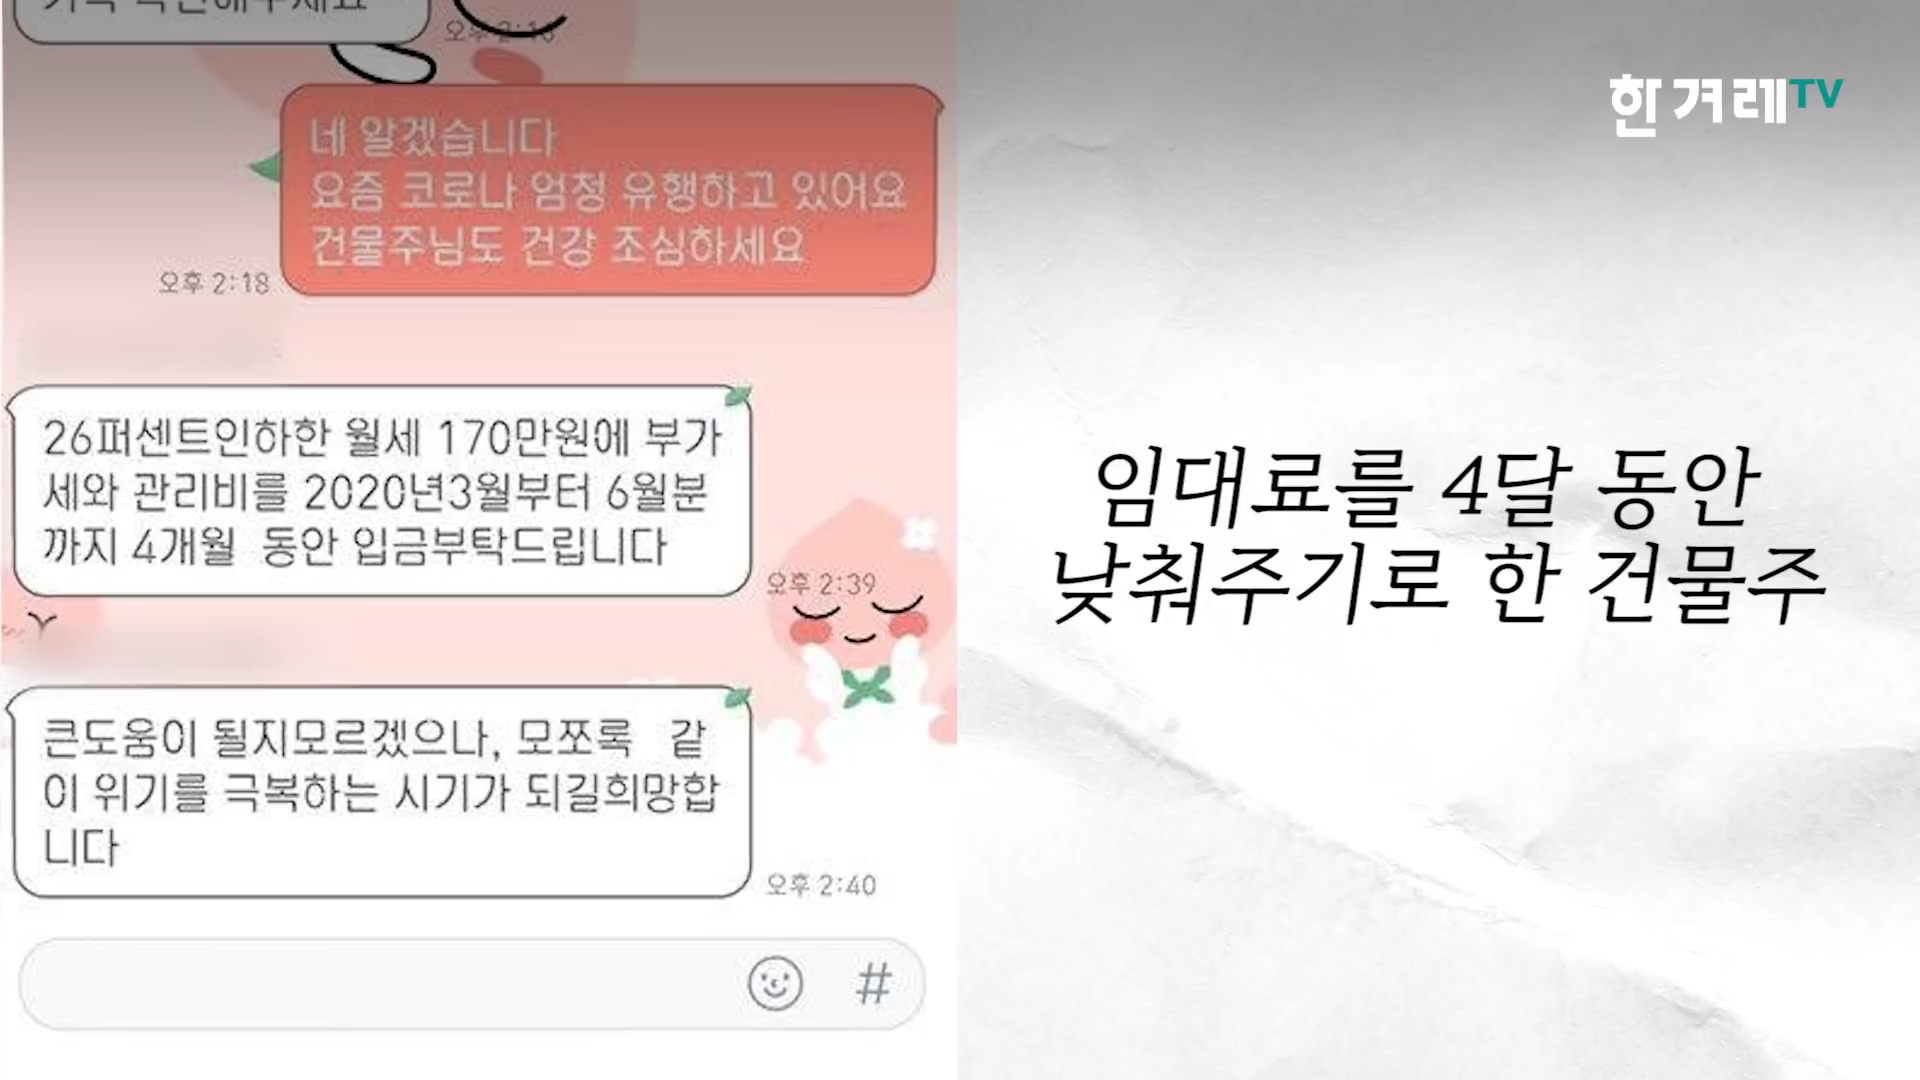 오후 2:16
네 알겠습니다
요즘 코로나 엄청 유행하고 있어요
건물주님도 건강 조심하세요
오후 2:18
26퍼센트인하한 월세 170만원에 부가
세와 관리비를 2020년3월부터 6월분
까지 4개월 동안 입금부탁드립니다
오후 2:39
큰도움이 될지모르겠으나, 모쪼록 같
이 위기를 극복하는 시기가 되길희망합
니다
오후 2:40
#
한겨레TV
임대료를 4달 동안
낮춰주기로 한 건물주